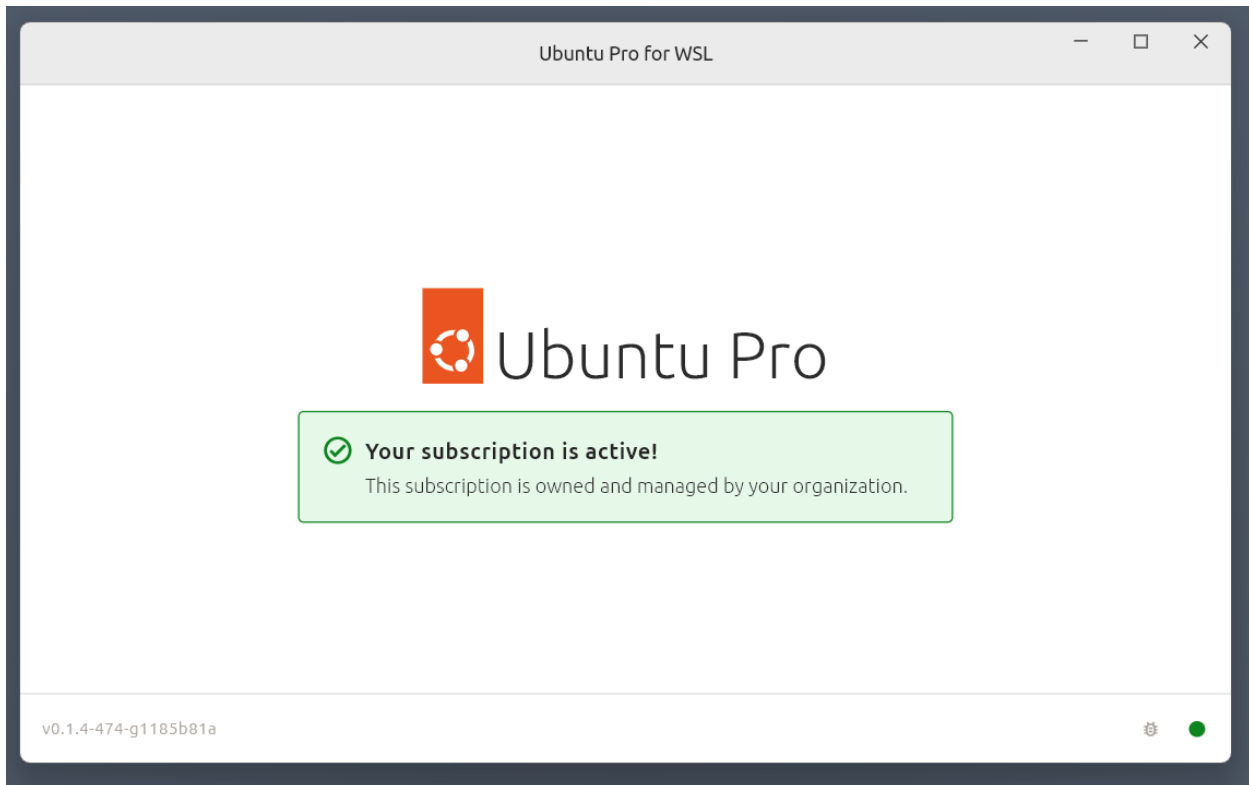 Ubuntu Pro for WSL
Ubuntu Pro
Your subscription is active!
This subscription is owned and managed by your organization.
v0.1.4-474-g1185b81a